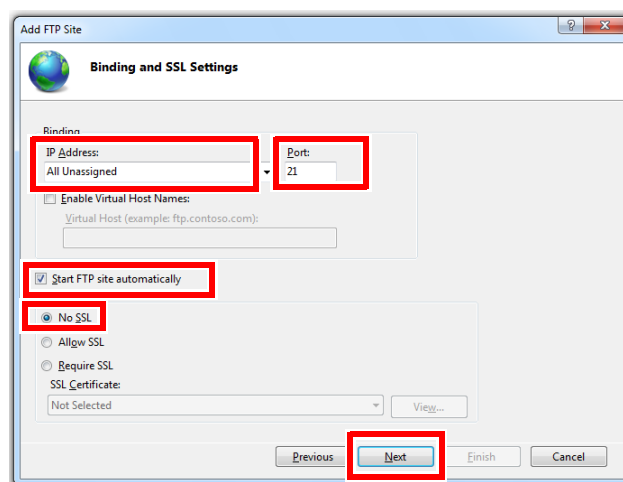 Add FTP Site
Binding and SSL Settings
Binding
IP Address:
Port:
All Unassigned
21
Enable Virtual Host Names:
Virtual Host (example: ftp.contoso.com):
Start FTP site automatically
No SSL
Allow SSL
Require SSL
SSL Certificate:
Not Selected
View...
Previous
Next
Finish
Cancel